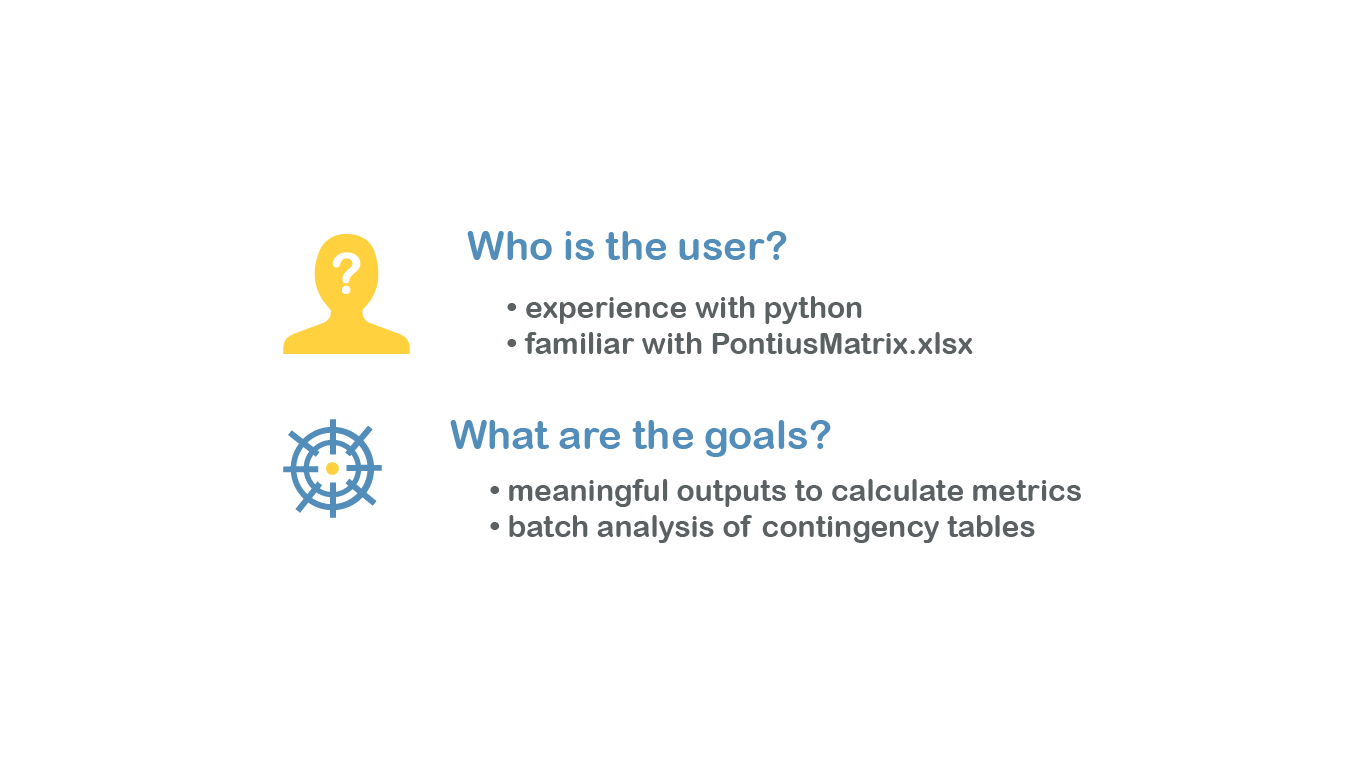 ?
Who is the user?
• experience with python
• familiar with PontiusMatrix.xlsx
What are the goals?
• meaningful outputs to calculate metrics
• batch analysis of contingency tables